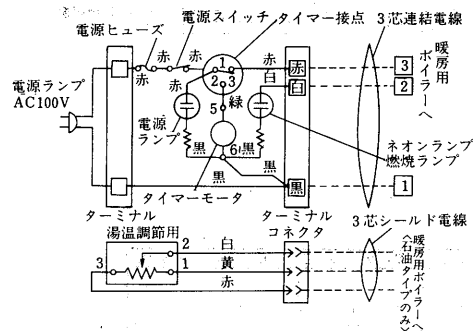 電源ヒューズ
電源スイッチ
タイマー接点
3芯連結電線
赤
赤
赤
赤
1
2
3
赤
白
赤
白
3
2
暖房用ボイラーへ
電源ランプ
AC100V
5
緑
電源
ランプ
黒
6
黒
黒
黒
黒
ネオンランプ
燃焼ランプ
1
タイマーモータ
ターミナル
ターミナル
コネクタ
3芯シールド電線
湯温調節用
3
2
1
白
黄
赤
暖房用ボイラーへ
(石油タイプのみ)